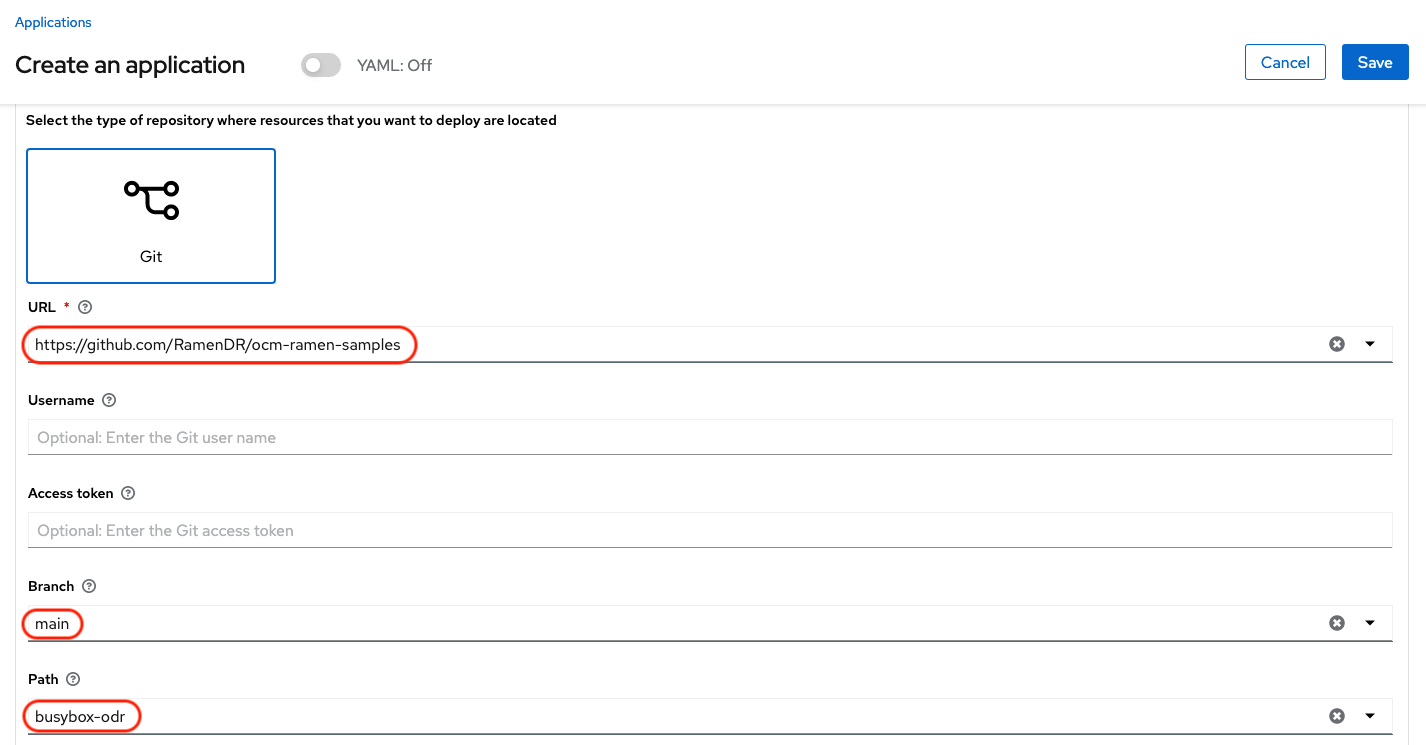 Applications
Create an application
YAML: Off
Cancel
Save
Select the type of repository where resources that you want to deploy are located
Git
URL *
https://github.com/RamenDR/ocm-ramen-samples
Username
Optional: Enter the Git user name
Access token
Optional: Enter the Git access token
Branch
main
Path
busybox-odr